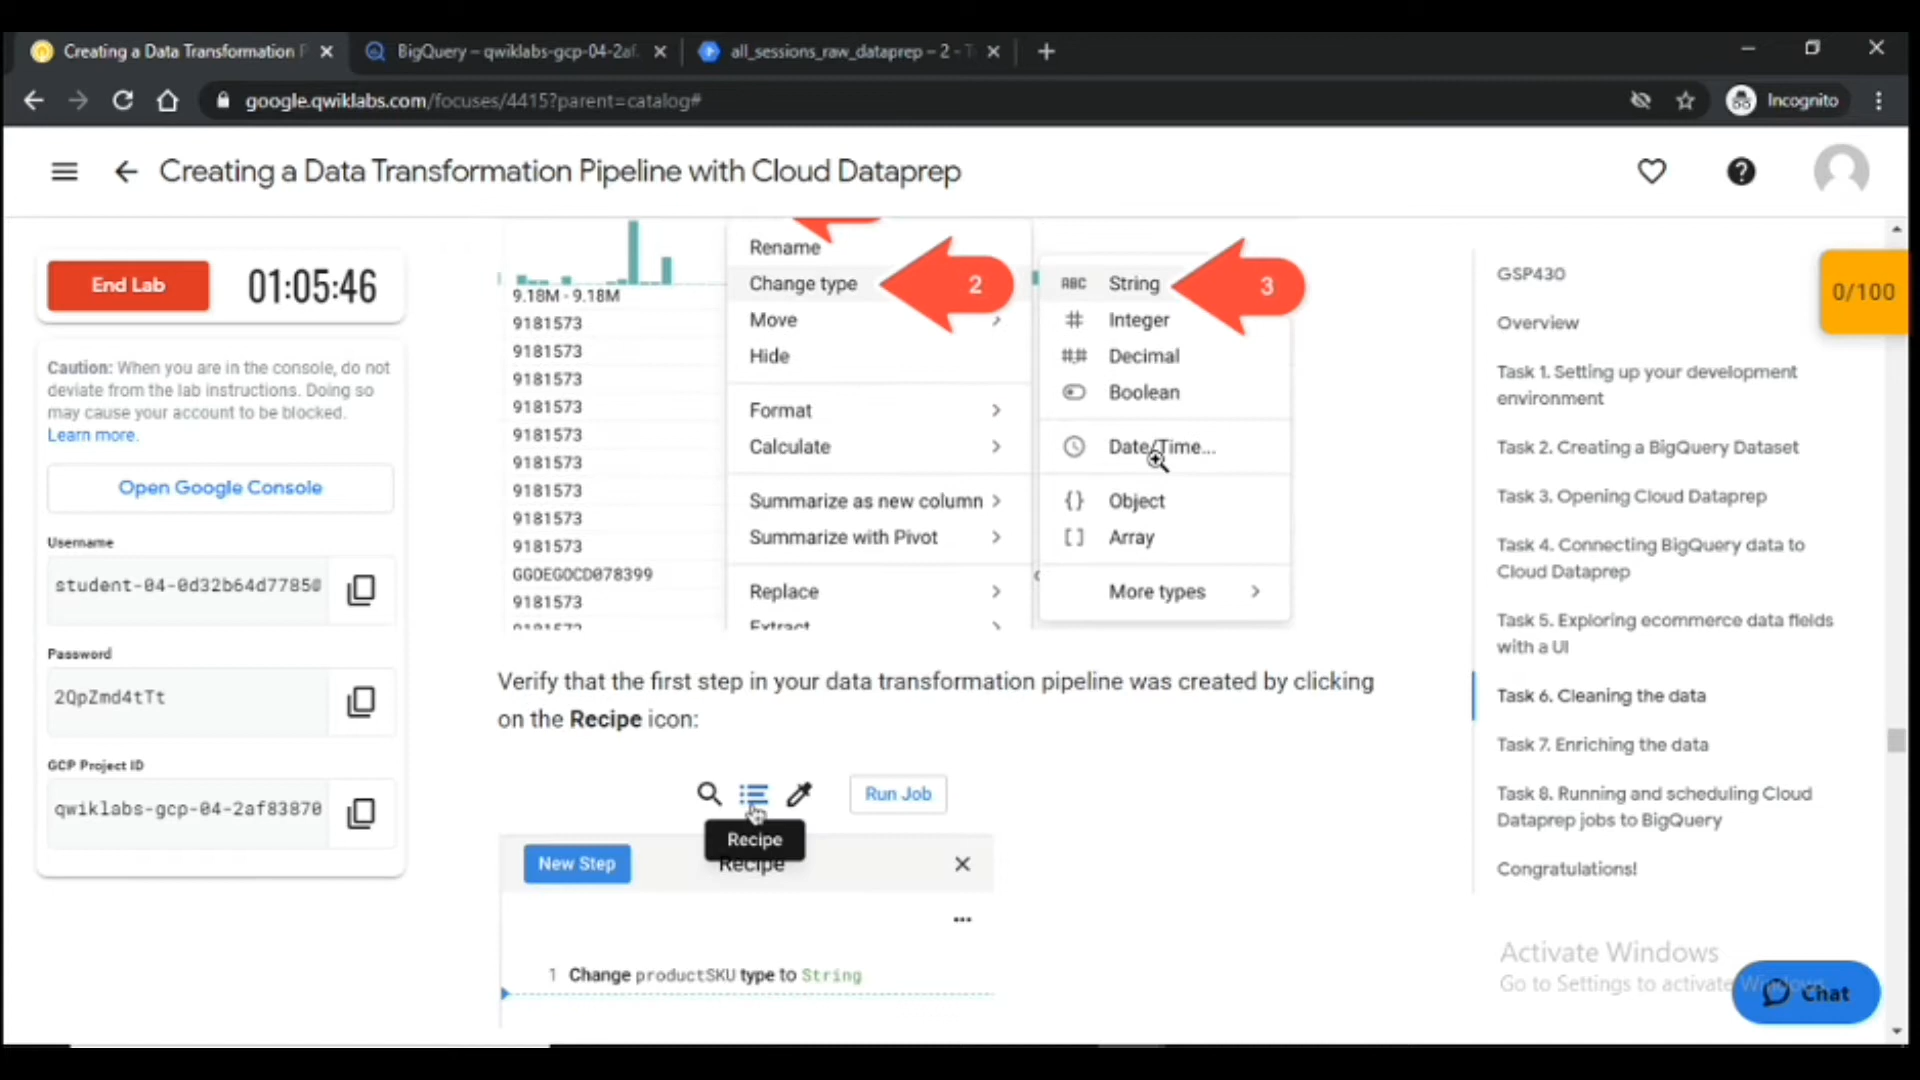 Creating a Data Transformation P
BigQuery – qwiklabs-gcp-04-2af
all_sessions_raw_dataprep – 2 - T
google.qwiklabs.com/focuses/4415?parent=catalog#
Incognito
Creating a Data Transformation Pipeline with Cloud Dataprep
End Lab
01:05:46
Caution: When you are in the console, do not
deviate from the lab instructions. Doing so
may cause your account to be blocked.
Learn more.
Open Google Console
Username
student-04-0d32b64d7785@
Password
2QpZmd4tTt
GCP Project ID
qwiklabs-gcp-04-2af83870
9.18M - 9.18M
9181573
9181573
9181573
9181573
9181573
9181573
9181573
9181573
9181573
GGOEGOCD078399
9181573
9181573
Rename
Change type
2
Move
Hide
Format
Calculate
Summarize as new column
Summarize with Pivot
Replace
Extract
ABC String
3
# Integer
#.# Decimal
Boolean
Date/Time...
{} Object
[] Array
More types
Verify that the first step in your data transformation pipeline was created by clicking
on the Recipe icon:
Run Job
Recipe
New Step
Recipe
...
1 Change productSKU type to String
GSP430
Overview
Task 1. Setting up your development
environment
Task 2. Creating a BigQuery Dataset
Task 3. Opening Cloud Dataprep
Task 4. Connecting BigQuery data to
Cloud Dataprep
Task 5. Exploring ecommerce data fields
with a UI
Task 6. Cleaning the data
Task 7. Enriching the data
Task 8. Running and scheduling Cloud
Dataprep jobs to BigQuery
Congratulations!
0/100
Activate Windows
Go to Settings to activate Windows.
Chat